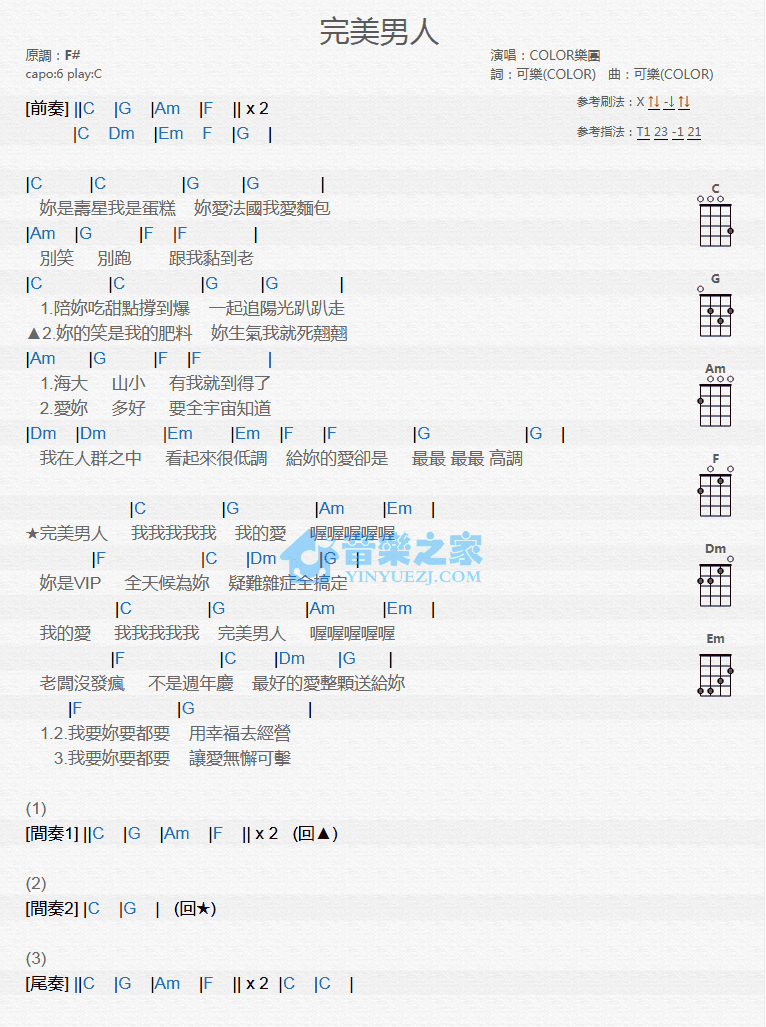 完美男人
原調：F#
capo:6 play:C
演唱：COLOR樂團
詞：可樂(COLOR) 曲：可樂(COLOR)
參考刷法：X ↑↓ -↓ ↑↓
參考指法：T1 23 -1 21
[前奏] ||C |G |Am |F || x 2
|C Dm |Em F |G |
|C |C |G |G |
妳是壽星我是蛋糕 妳愛法國我愛麵包
|Am |G |F |F |
別笑 別跑 跟我黏到老
|C |C |G |G |
1.陪妳吃甜點撐到爆 一起追陽光趴趴走
▲2.妳的笑是我的肥料 妳生氣我就死翹翹
|Am |G |F |F |
1.海大 山小 有我就到得了
2.愛妳 多好 要全宇宙知道
|Dm |Dm |Em |Em |F |F |G |G |
我在人群之中 看起來很低調 給妳的愛卻是 最最 最最 高調
|C |G |Am |Em |
★完美男人 我我我我我 我的愛 喔喔喔喔喔
|F |C |Dm |G |
妳是VIP 全天候為妳 疑難雜症全搞定
|C |G |Am |Em |
我的愛 我我我我我 完美男人 喔喔喔喔喔
|F |C |Dm |G |
老闆沒發瘋 不是週年慶 最好的愛整顆送給妳
|F |G |
1.2.我要妳要都要 用幸福去經營
3.我要妳要都要 讓愛無懈可擊
(1)
[間奏1] ||C |G |Am |F || x 2 (回▲)
(2)
[間奏2] |C |G | (回★)
(3)
[尾奏] ||C |G |Am |F || x 2 |C |C |
C
G
Am
F
Dm
Em
音樂之家
YINYUEZJ.COM